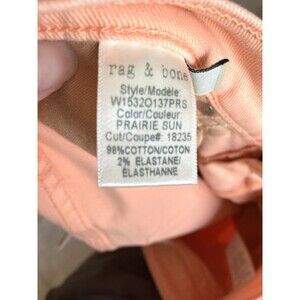 rag & bone
Style/Modèle:
W1532O137PRS
Color/Couleur
PRAIRIE SUN
Cut/Coupe#: 18235
98%COTTON/COTON
2% ELASTANE/
ELASTHANNE